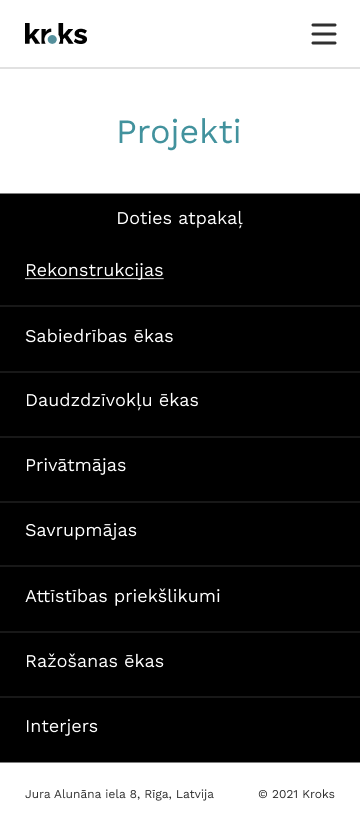 kr.ks
Projekti
Doties atpakaļ
Rekonstrukcijas
Sabiedrības ēkas
Daudzdzīvokļu ēkas
Privātmājas
Savrupmājas
Attīstības priekšlikumi
Ražošanas ēkas
Interjers
Jura Alunāna iela 8, Rīga, Latvija
© 2021 Kroks